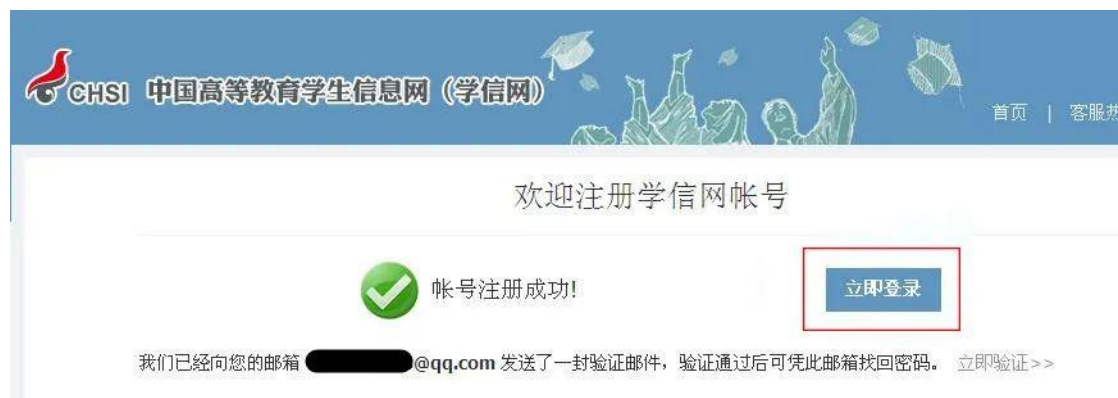 CHSI 中国高等教育学生信息网（学信网）
首页 | 客服热
欢迎注册学信网帐号
帐号注册成功!
立即登录
我们已经向您的邮箱 @qq.com 发送了一封验证邮件，验证通过后可凭此邮箱找回密码。 立即验证>>